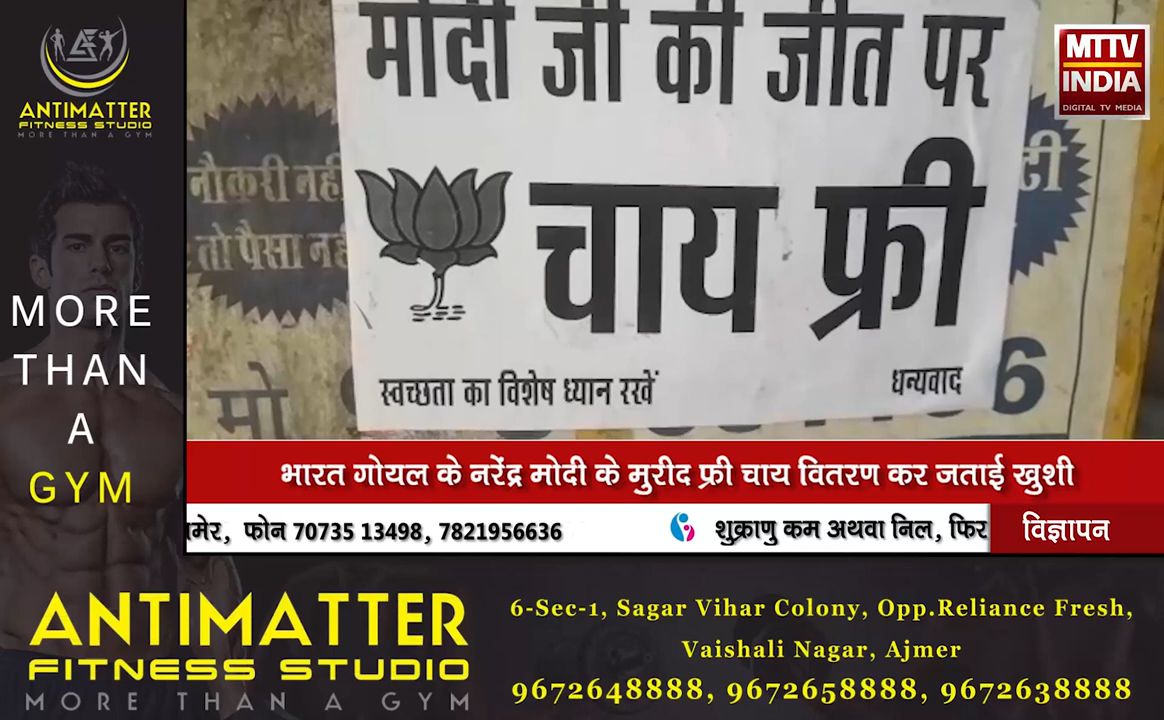 ANTIMATTER
FITNESS STUDIO
MORE THAN A GYM
MORE
THAN
A
GYM
मोदी जी की जीत पर
चाय फ्री
स्वच्छता का विशेष ध्यान रखें
धन्यवाद
नौकरी नहीं
तो पैसा नहीं
मो
6
MTTV
INDIA
DIGITAL TV MEDIA
भारत गोयल के नरेंद्र मोदी के मुरीद फ्री चाय वितरण कर जताई खुशी
फोन 70735 13498, 7821956636
शुक्राणु कम अथवा निल, फिर
विज्ञापन
ANTIMATTER
FITNESS STUDIO
MORE THAN A GYM
6-Sec-1, Sagar Vihar Colony, Opp.Reliance Fresh,
Vaishali Nagar, Ajmer
9672648888, 9672658888, 9672638888